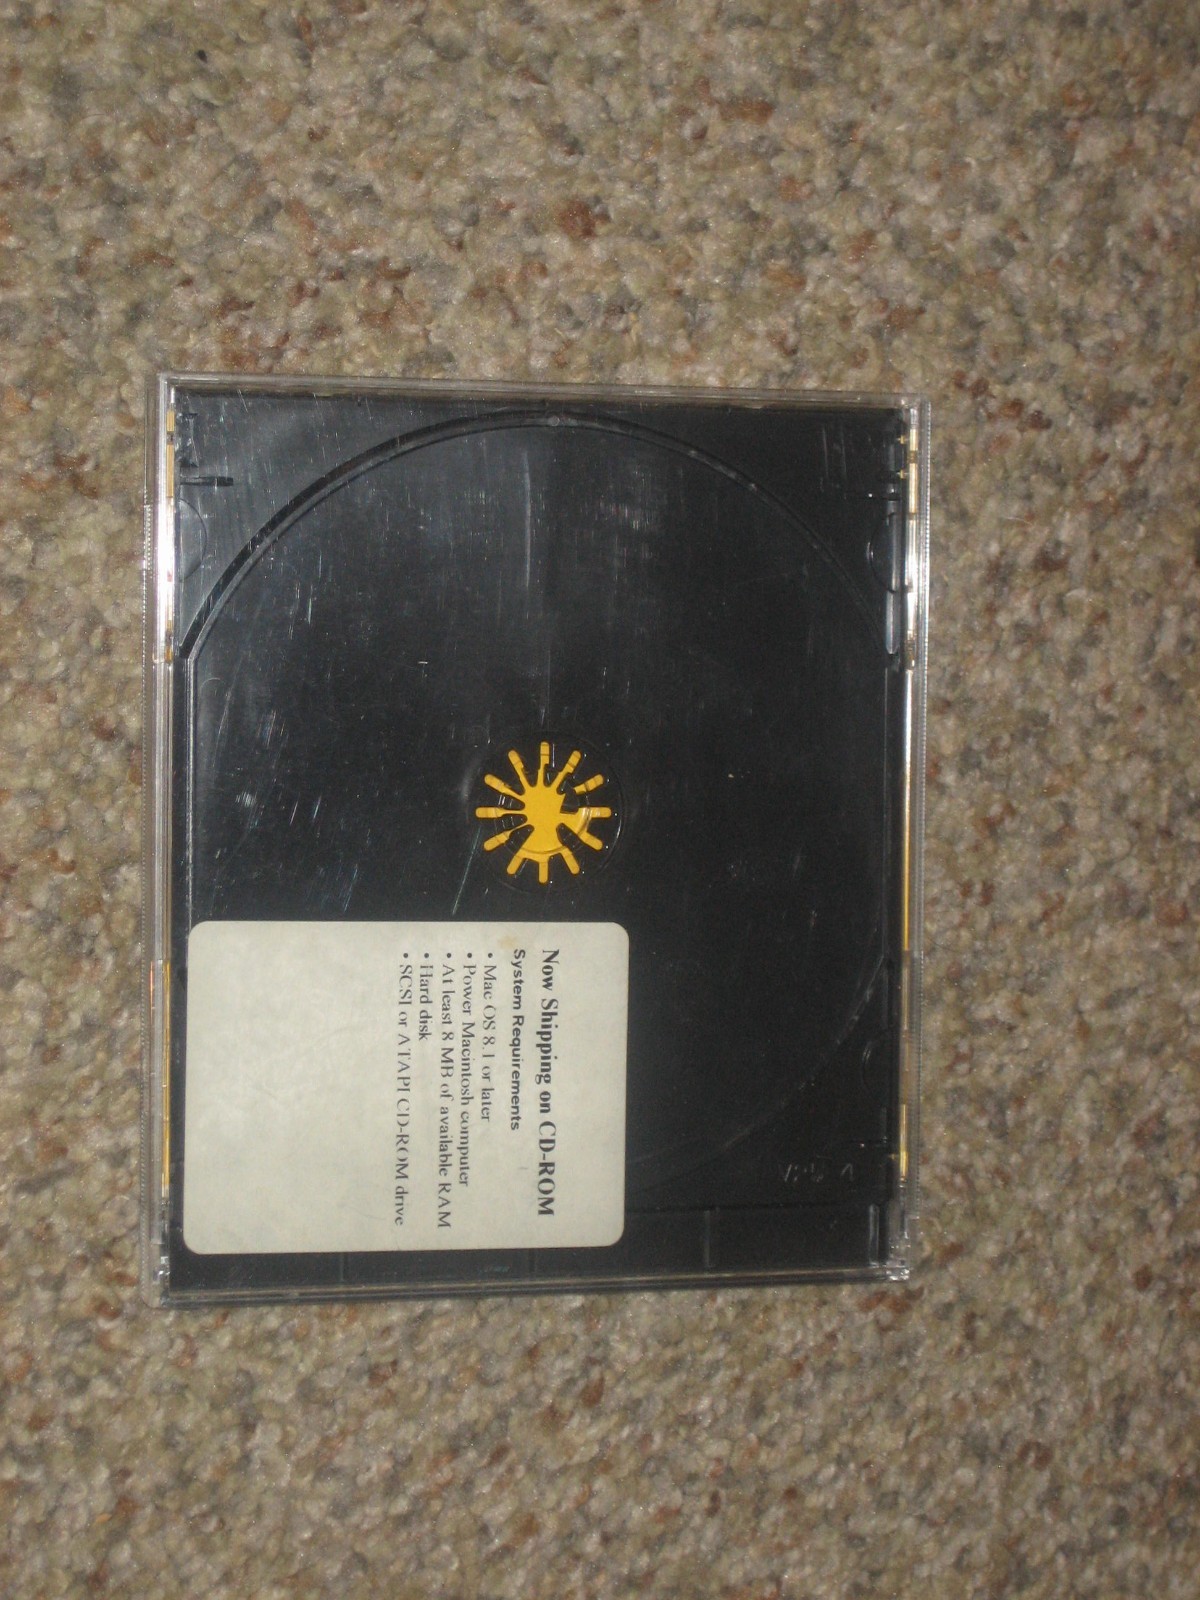 Now Shipping on CD-ROM
System Requirements
• Mac OS 8.1 or later
• Power Macintosh computer
• At least 8 MB of available RAM
• Hard disk
• SCSI or ATAPI CD-ROM drive